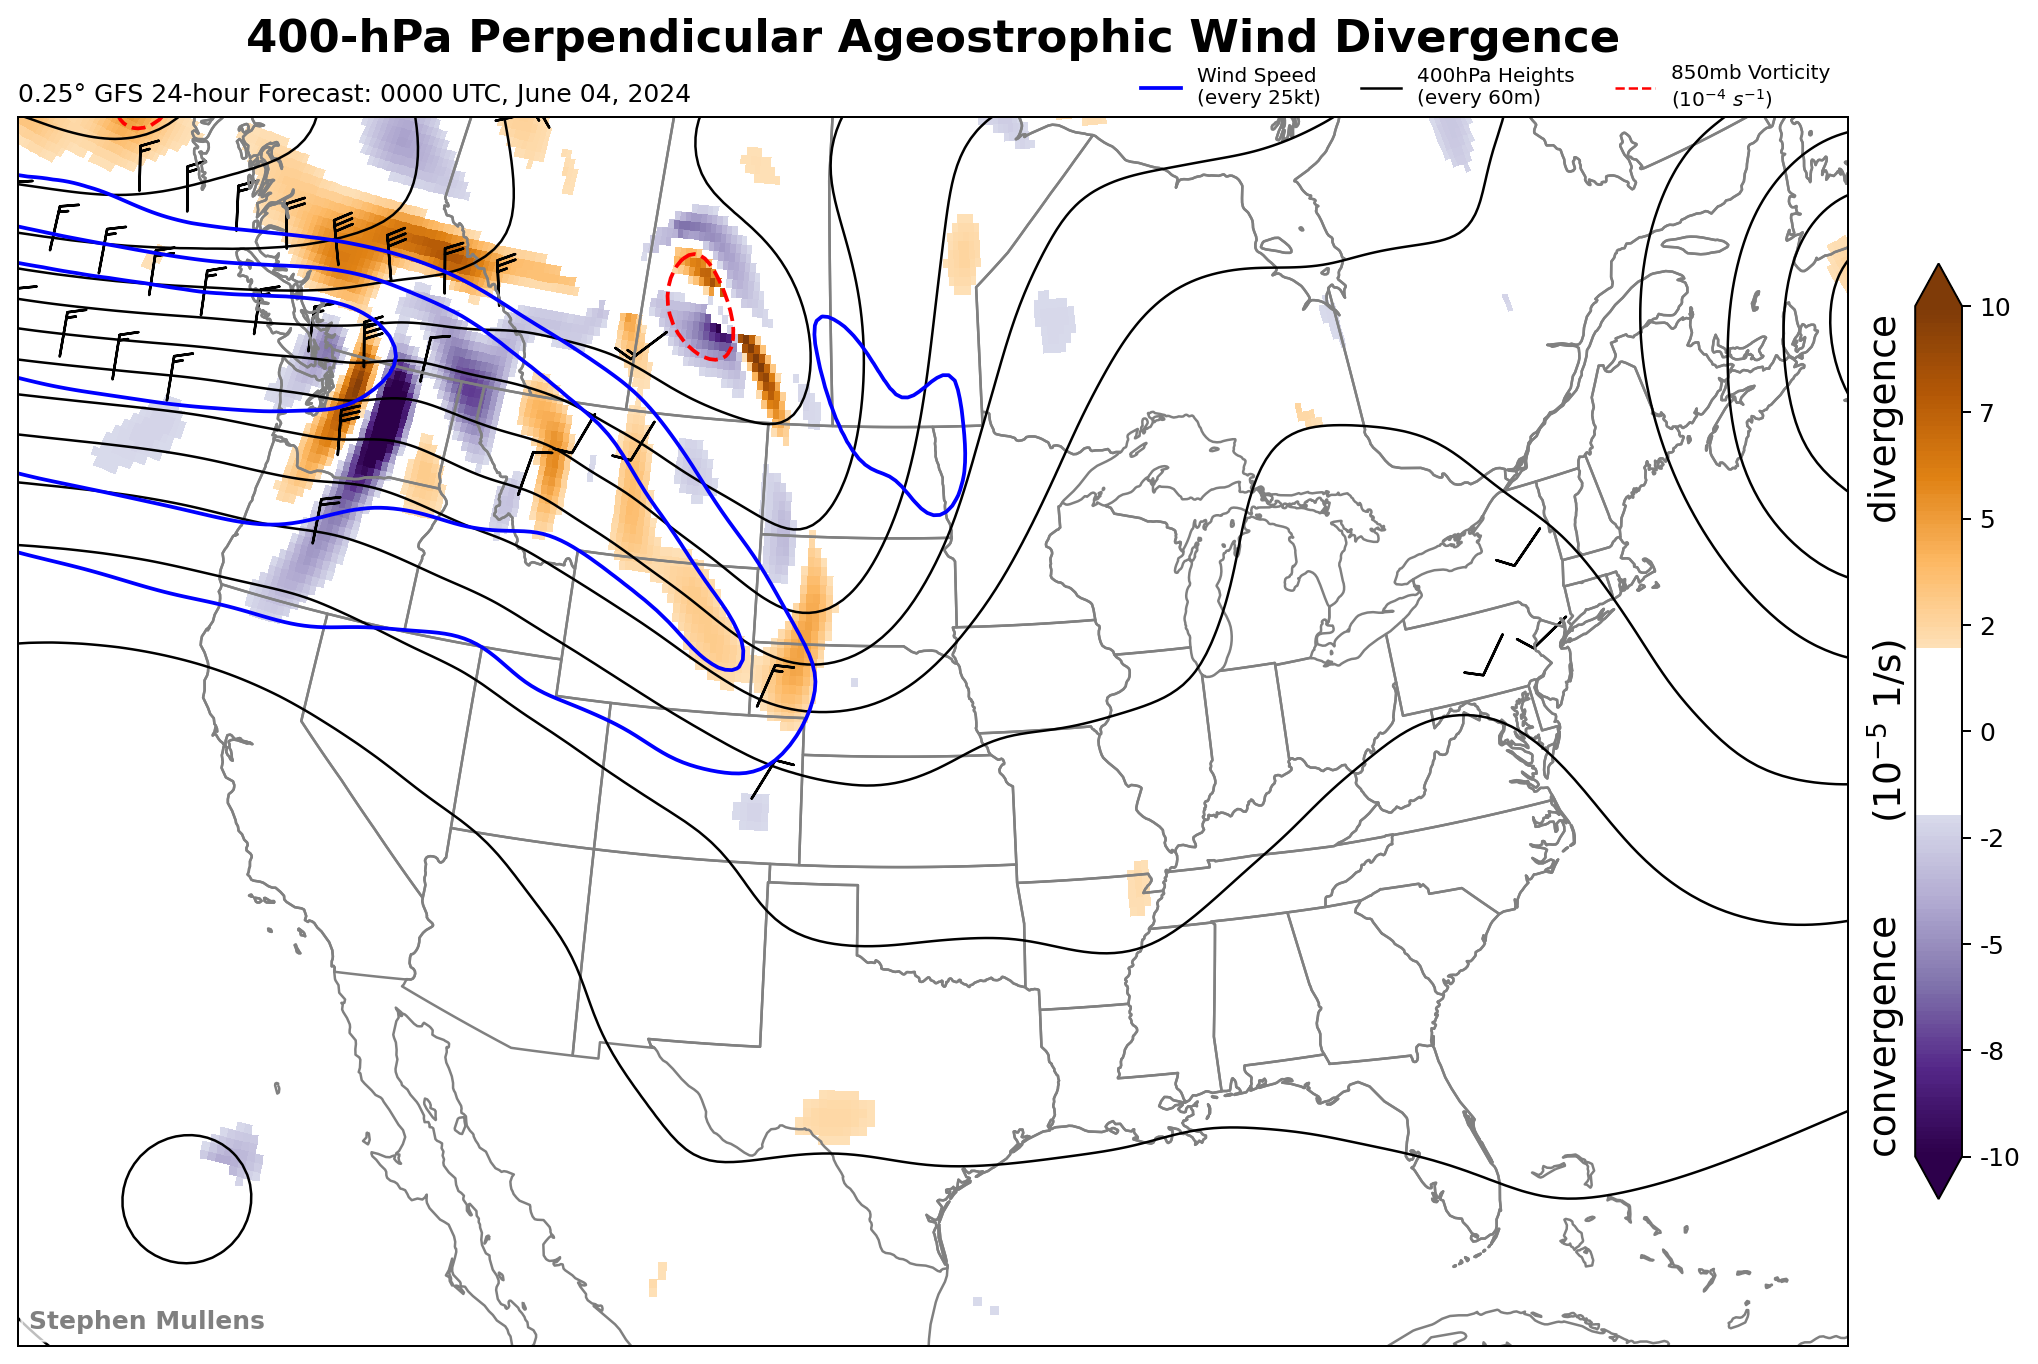 400-hPa Perpendicular Ageostrophic Wind Divergence
0.25° GFS 24-hour Forecast: 0000 UTC, June 04, 2024
Wind Speed
(every 25kt)
400hPa Heights
(every 60m)
850mb Vorticity
(10⁻⁴ s⁻¹)
10
7
5
2
0
-2
-5
-8
-10
convergence (10⁻⁵ 1/s) divergence
Stephen Mullens